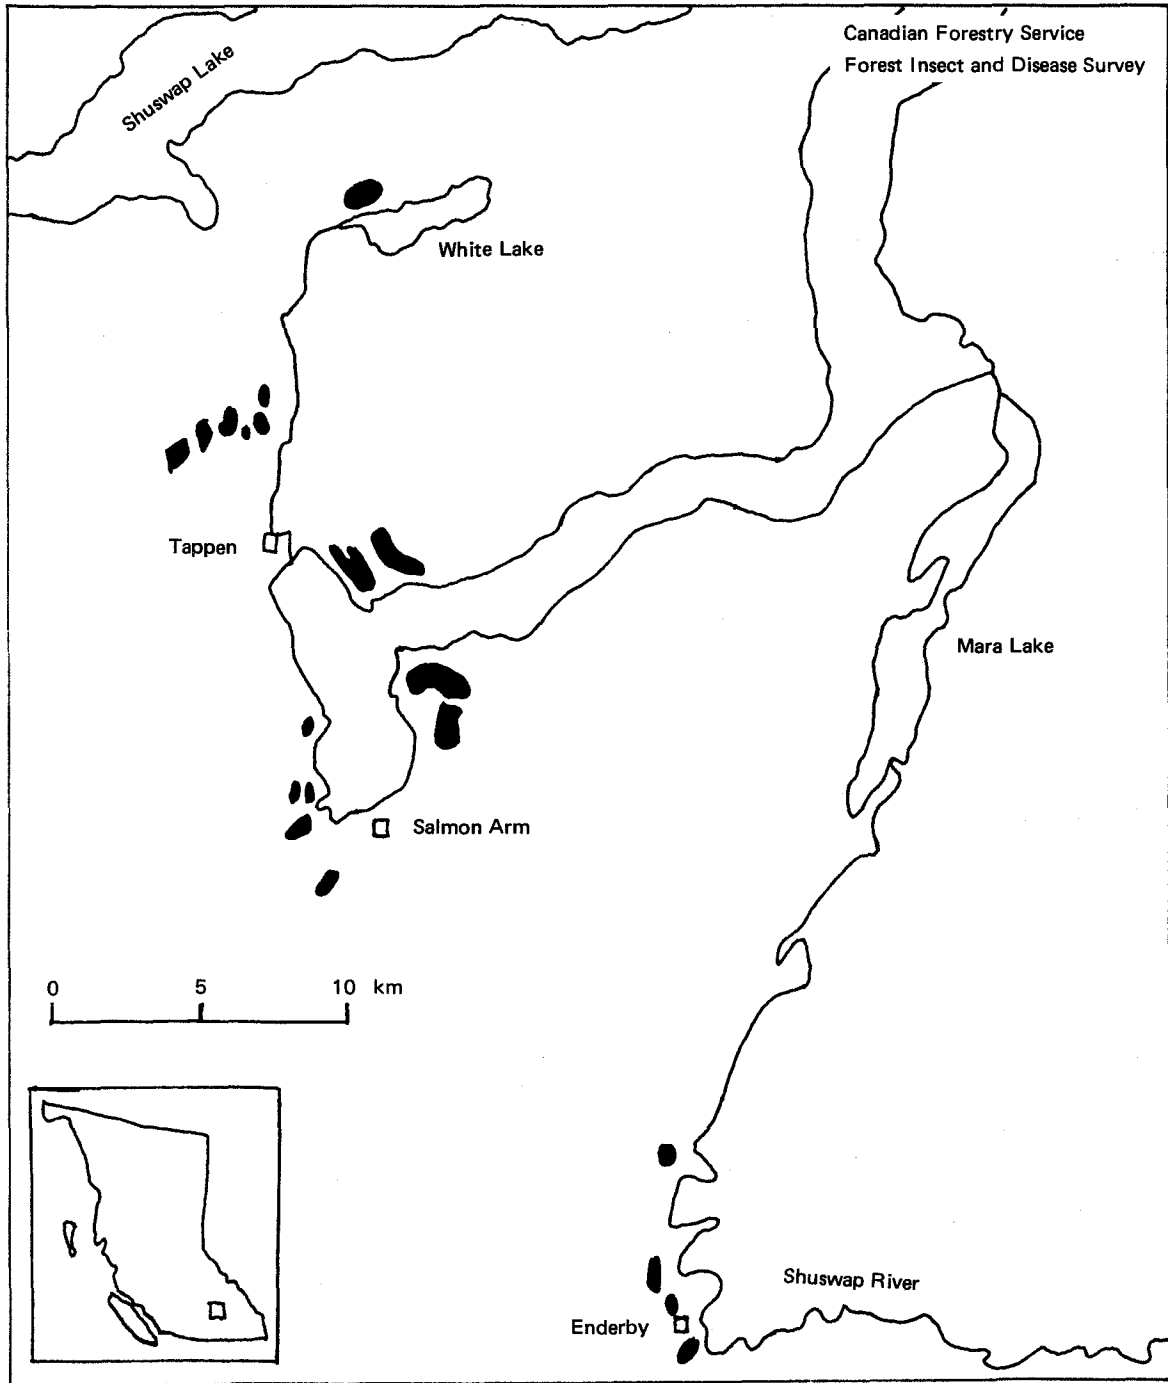 Canadian Forestry Service
Forest Insect and Disease Survey
Shuswap Lake
White Lake
Tappen
Mara Lake
Salmon Arm
0 5 10 km
Shuswap River
Enderby